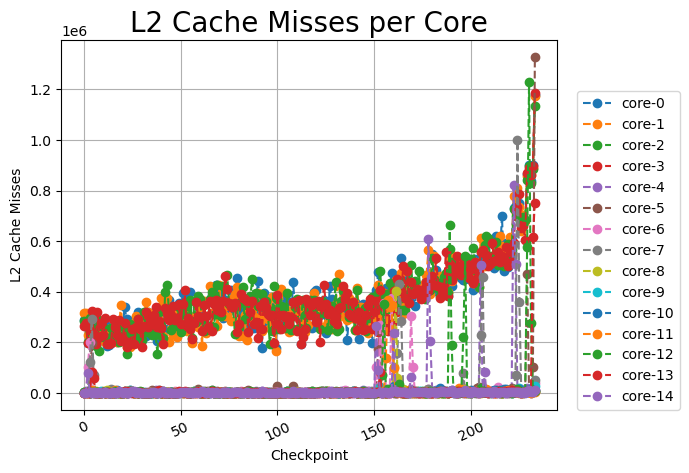 L2 Cache Misses per Core
1e6
L2 Cache Misses
1.2
1.0
0.8
0.6
0.4
0.2
0.0
0
50
100
150
200
Checkpoint
core-0
core-1
core-2
core-3
core-4
core-5
core-6
core-7
core-8
core-9
core-10
core-11
core-12
core-13
core-14